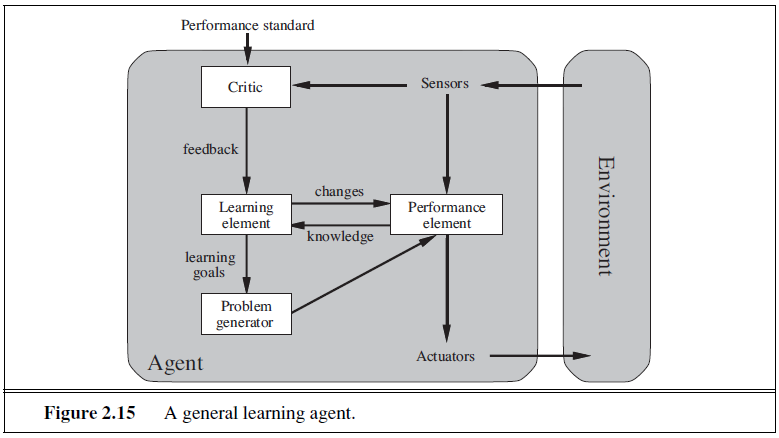 Performance standard
Critic
Sensors
feedback
Learning
element
changes
knowledge
Performance
element
learning
goals
Problem
generator
Agent
Actuators
Environment
Figure 2.15 A general learning agent.